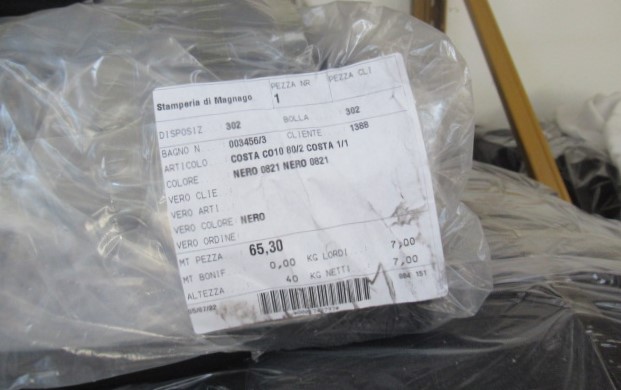 Stamperia di Magnago PEZZA NR PEZZA CLI
1
DISPOSIZ 302 BOLLA 302
BAGNO N 003456/3 CLIENTE 1388
ARTICOLO COSTA CO10 60/2 COSTA 1/1
COLORE NERO 0821 NERO 0821
VERO CLIE
VERO ARTI
VERO COLORE NERO
VERO ORDINE
MT PEZZA 65,30
MT BONIF 0,00 KG LORDI 7,00
ALTEZZA 40 KG NETTI 7,00